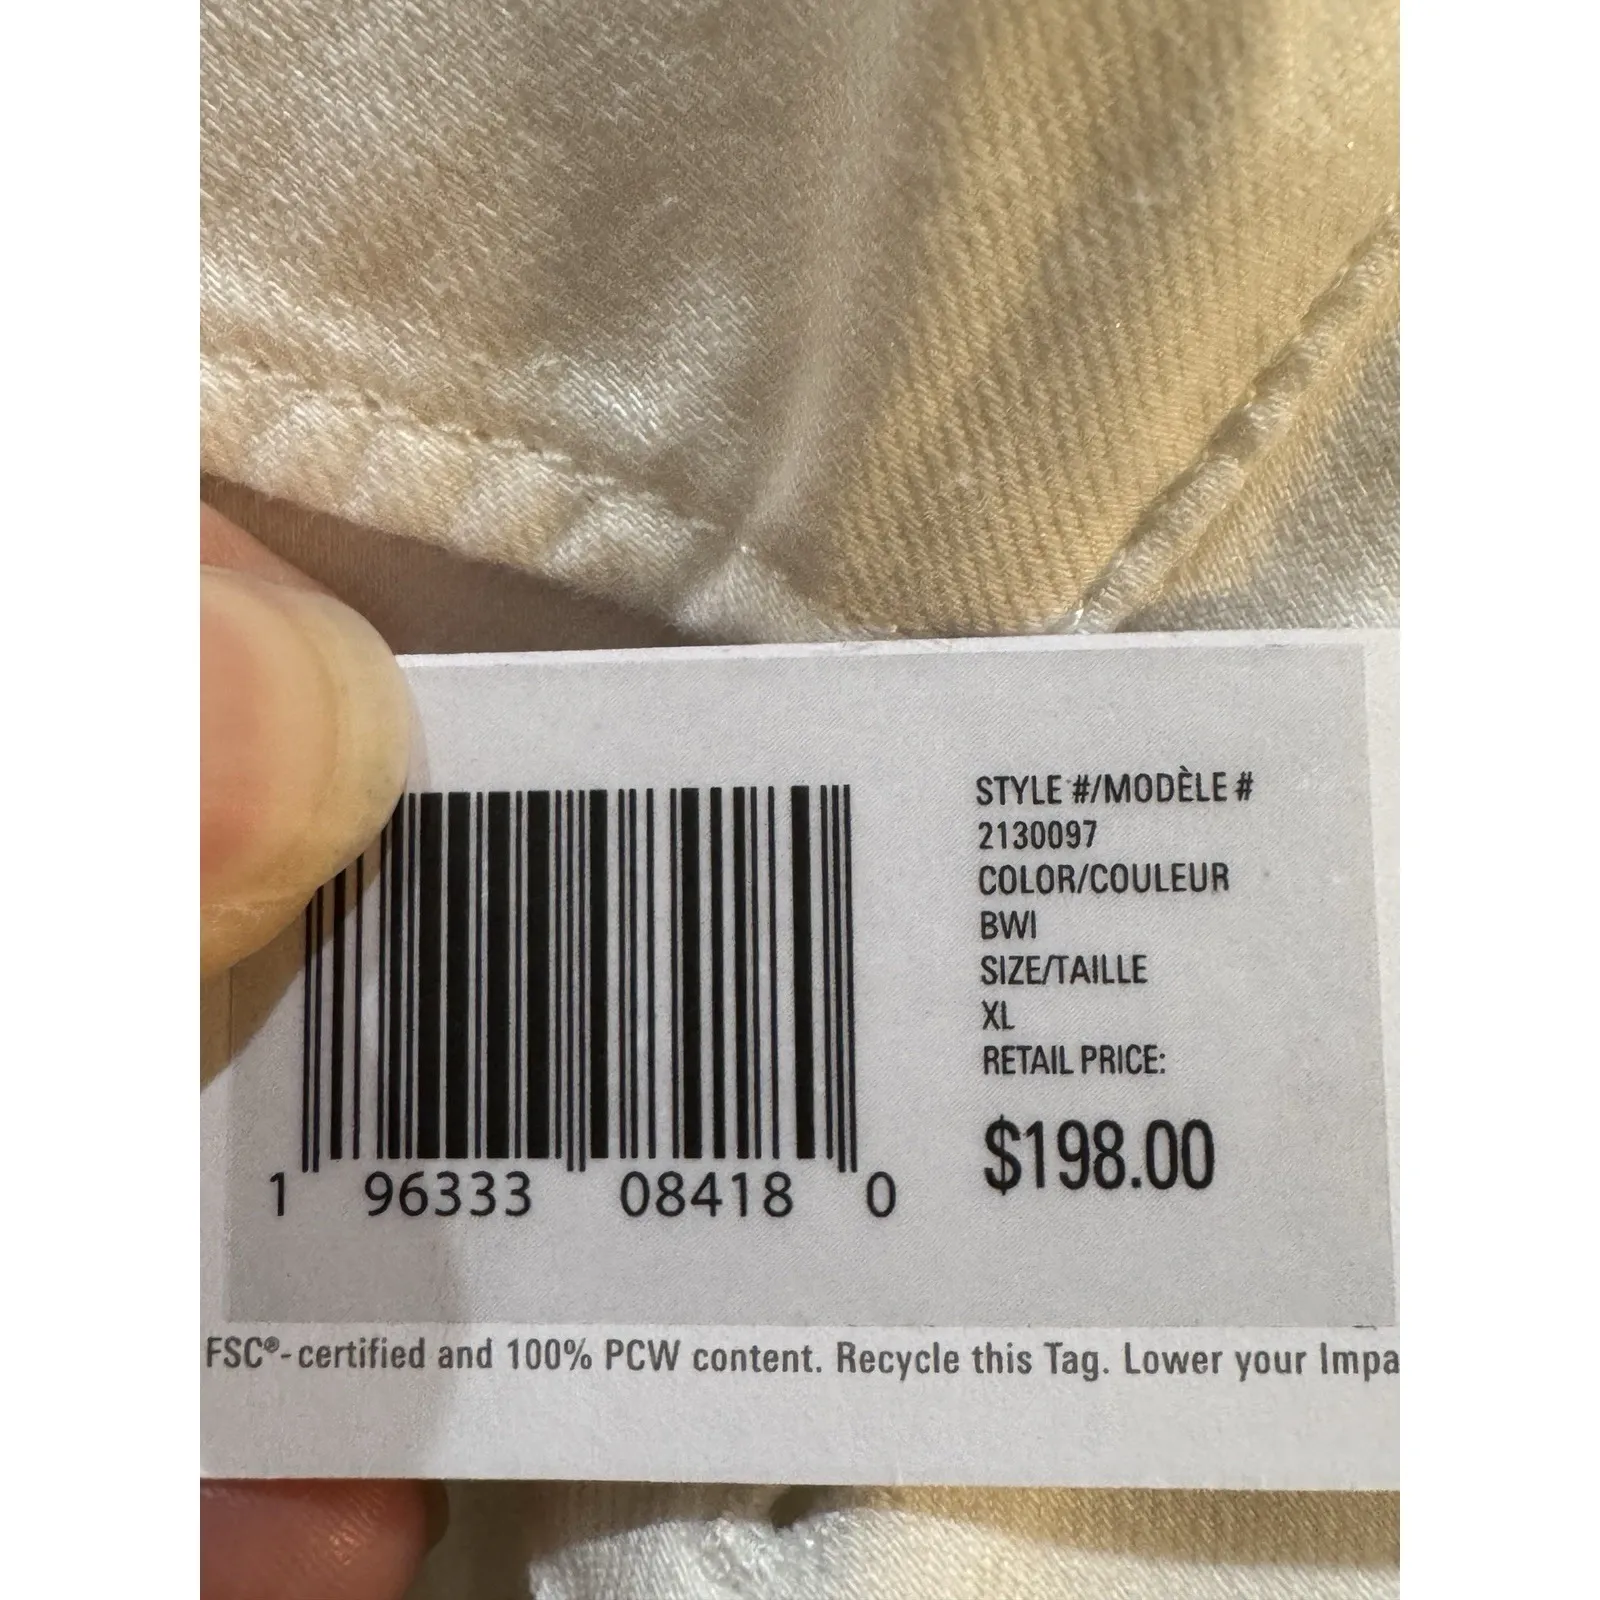 STYLE #/MODÈLE #
2130097
COLOR/COULEUR
BWI
SIZE/TAILLE
XL
RETAIL PRICE:
$198.00
1 96333 08418 0
FSC®-certified and 100% PCW content. Recycle this Tag. Lower your Impa